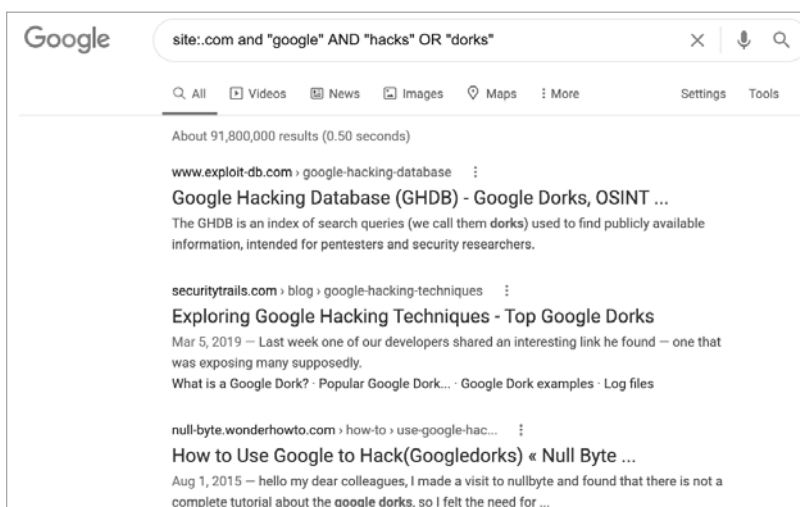 Google
site:.com and "google" AND "hacks" OR "dorks"
All Videos News Images Maps More Settings Tools
About 91,800,000 results (0.50 seconds)
www.exploit-db.com › google-hacking-database
Google Hacking Database (GHDB) - Google Dorks, OSINT ...
The GHDB is an index of search queries (we call them dorks) used to find publicly available
information, intended for pentesters and security researchers.
securitytrails.com › blog › google-hacking-techniques
Exploring Google Hacking Techniques - Top Google Dorks
Mar 5, 2019 — Last week one of our developers shared an interesting link he found — one that
was exposing many supposedly.
What is a Google Dork? · Popular Google Dork... · Google Dork examples · Log files
null-byte.wonderhowto.com › how-to › use-google-hac...
How to Use Google to Hack(Googledorks) « Null Byte ...
Aug 1, 2015 — hello my dear colleagues, I made a visit to nullbyte and found that there is not a
complete tutorial about the google dorks, so I felt the need for ...